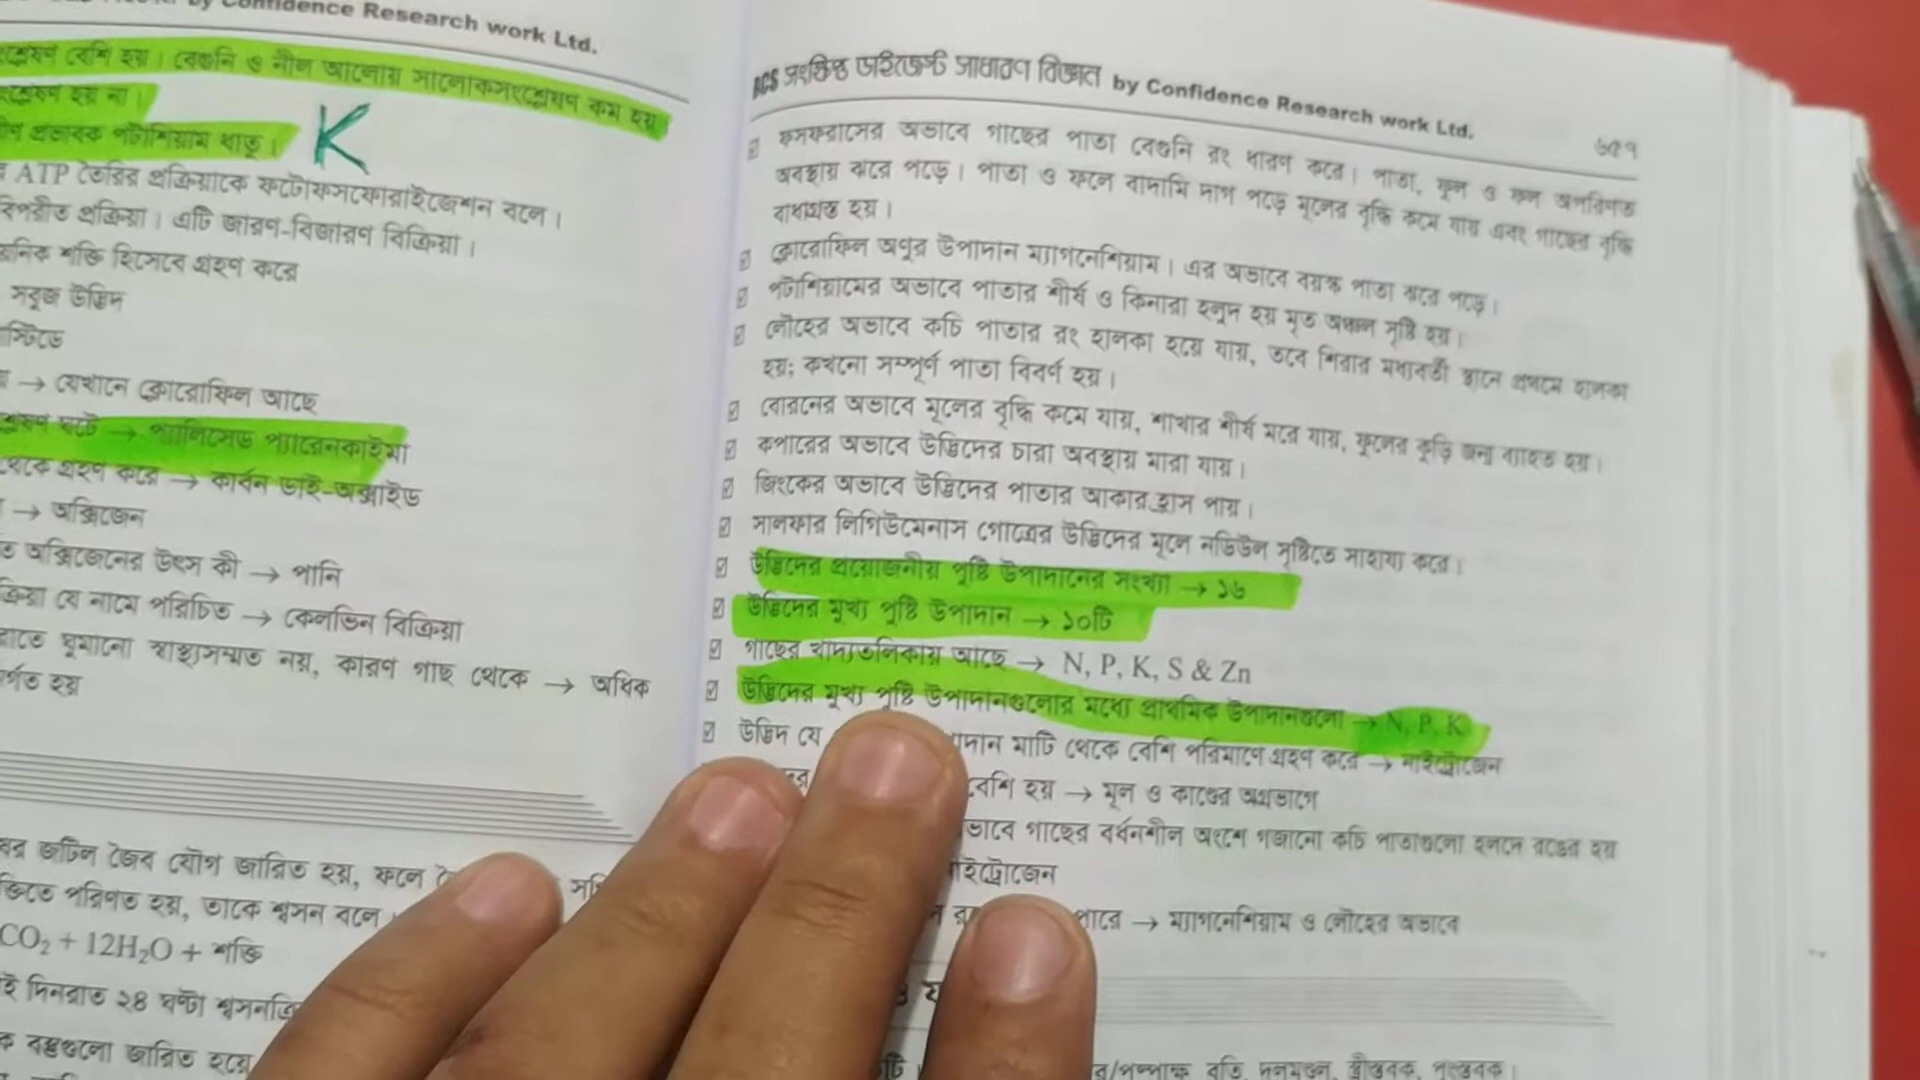 by Confidence Research work Ltd.
বেশি হয়। বেগুনি ও নীল আলোয় সালোকসংশ্লেষণ কম হয়
হয় না।
প্রভাবক পটাশিয়াম ধাতু।
K
ATP তৈরির প্রক্রিয়াকে ফটোফসফোরাইজেশন বলে।
বিপরীত প্রক্রিয়া। এটি জারণ-বিজারণ বিক্রিয়া।
শক্তি হিসেবে গ্রহণ করে
সবুজ উদ্ভিদ
→ যেখানে ক্লোরোফিল আছে
ঘটে → প্যালিসেড প্যারেনকাইমা
থেকে গ্রহণ করে → কার্বন ডাই-অক্সাইড
→ অক্সিজেন
অক্সিজেনের উৎস কী → পানি
যে নামে পরিচিত → কেলভিন বিক্রিয়া
ঘুমানো স্বাস্থ্যসম্মত নয়, কারণ গাছ থেকে → অধিক
হয়
জটিল জৈব যৌগ জারিত হয়, ফলে
পরিণত হয়, তাকে শ্বসন বলে
CO₂ + 12H₂O + শক্তি
দিনরাত ২৪ ঘণ্টা
বস্তুগুলো জারিত হয়ে
BCS সংক্ষিপ্ত ডাইজেস্ট সাধারণ বিজ্ঞান by Confidence Research work Ltd.
৬৫৭
ফসফরাসের অভাবে গাছের পাতা বেগুনি রং ধারণ করে। পাতা, ফুল ও ফল অপরিণত
অবস্থায় ঝরে পড়ে। পাতা ও ফলে বাদামি দাগ পড়ে মূলের বৃদ্ধি কমে যায় এবং গাছের বৃদ্ধি
বাধাগ্রস্ত হয়।
ক্লোরোফিল অণুর উপাদান ম্যাগনেশিয়াম। এর অভাবে বয়স্ক পাতা ঝরে পড়ে।
পটাশিয়ামের অভাবে পাতার শীর্ষ ও কিনারা হলুদ হয় মৃত অঞ্চল সৃষ্টি হয়।
লৌহের অভাবে কচি পাতার রং হালকা হয়ে যায়, তবে শিরার মধ্যবর্তী স্থানে প্রথমে হালকা
হয়; কখনো সম্পূর্ণ পাতা বিবর্ণ হয়।
বোরনের অভাবে মূলের বৃদ্ধি কমে যায়, শাখার শীর্ষ মরে যায়, ফুলের কুড়ি জন্ম ব্যাহত হয়।
কপারের অভাবে উদ্ভিদের চারা অবস্থায় মারা যায়।
জিংকের অভাবে উদ্ভিদের পাতার আকার হ্রাস পায়।
সালফার লিগিউমেনাস গোত্রের উদ্ভিদের মূলে নডিউল সৃষ্টিতে সাহায্য করে।
উদ্ভিদের প্রয়োজনীয় পুষ্টি উপাদানের সংখ্যা → ১৬
উদ্ভিদের মুখ্য পুষ্টি উপাদান → ১০টি
গাছের খাদ্যতালিকায় আছে → N, P, K, S & Zn
উদ্ভিদের মুখ্য পুষ্টি উপাদানগুলোর মধ্যে প্রাথমিক উপাদানগুলো → N, P, K
উদ্ভিদ যে মাটি থেকে বেশি পরিমাণে গ্রহণ করে → নাইট্রোজেন
বেশি হয় → মূল ও কাণ্ডের অগ্রভাগে
গাছের বর্ধনশীল অংশে গজানো কচি পাতাগুলো হলদে রঙের হয়
নাইট্রোজেন
→ ম্যাগনেশিয়াম ও লৌহের অভাবে
বৃতি, দলমণ্ডল, স্ত্রীস্তবক, পুংস্তবক।